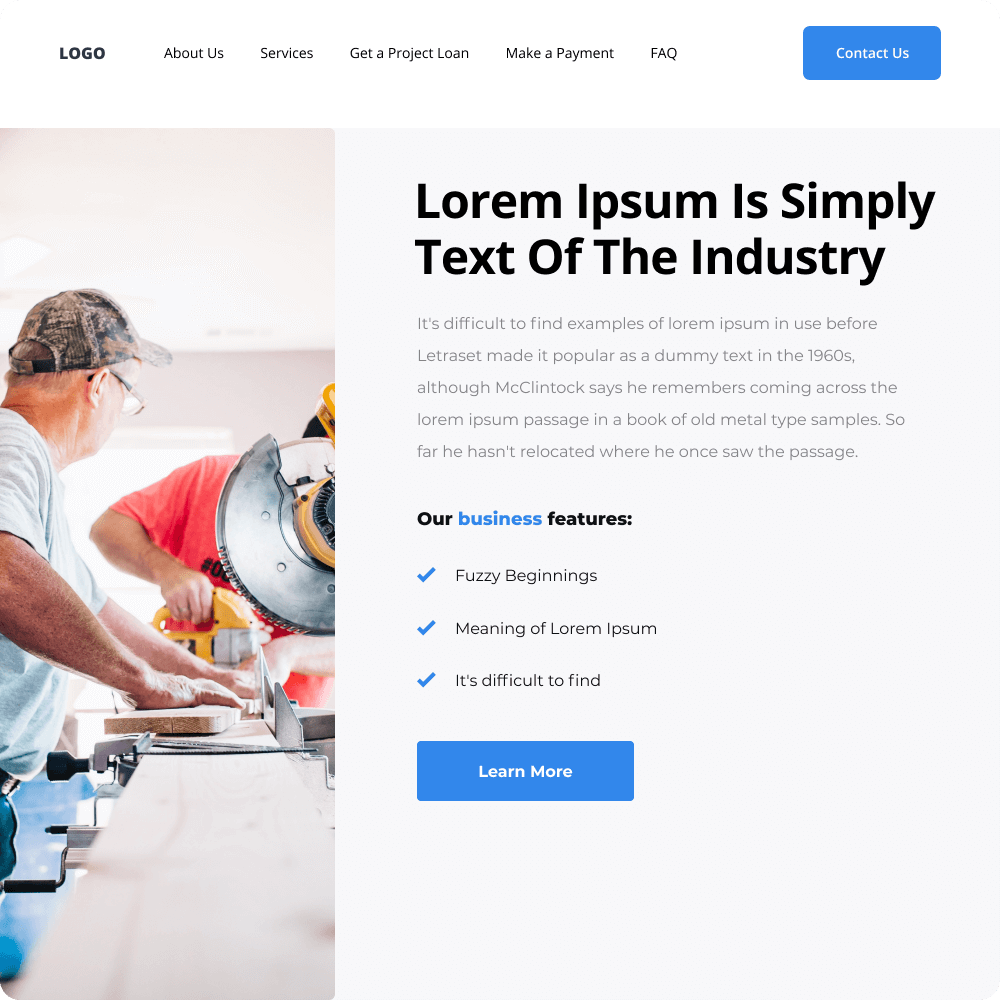 LOGO
About Us
Services
Get a Project Loan
Make a Payment
FAQ
Contact Us
Lorem Ipsum Is Simply
Text Of The Industry
It's difficult to find examples of lorem ipsum in use before
Letraset made it popular as a dummy text in the 1960s,
although McClintock says he remembers coming across the
lorem ipsum passage in a book of old metal type samples. So
far he hasn't relocated where he once saw the passage.
Our business features:
Fuzzy Beginnings
Meaning of Lorem Ipsum
It's difficult to find
Learn More